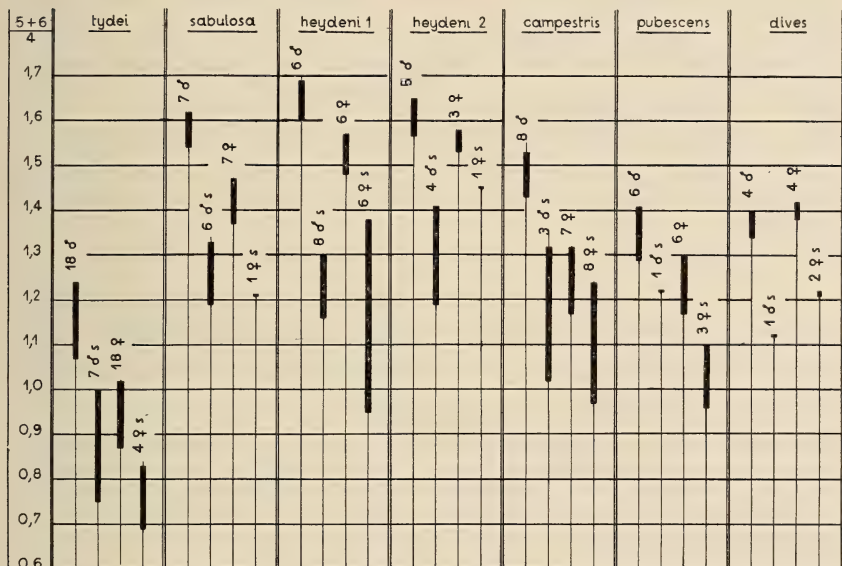 5+6 tydei sabulosa heydeni 1 heydeni 2 campestris pubescens dives
4
1,7
1,6
1,5
1,4
1,3
1,2
1,1
1,0
0,9
0,8
0,7
0,6
18 ♂
7 ♂ s
18 ♀
4 ♀ s.
7 ♂
6 ♂ s
7 ♀
1 ♀ s
6 ♂
8 ♂ s
6 ♀
6 ♀ s
5 ♂
4 ♂ s
3 ♀
1 ♀ s
8 ♂
3 ♂ s
7 ♀
8 ♀ s
6 ♂
1 ♂ s
6 ♀
3 ♀ s
4 ♂
1 ♂ s
4 ♀
2 ♀ s